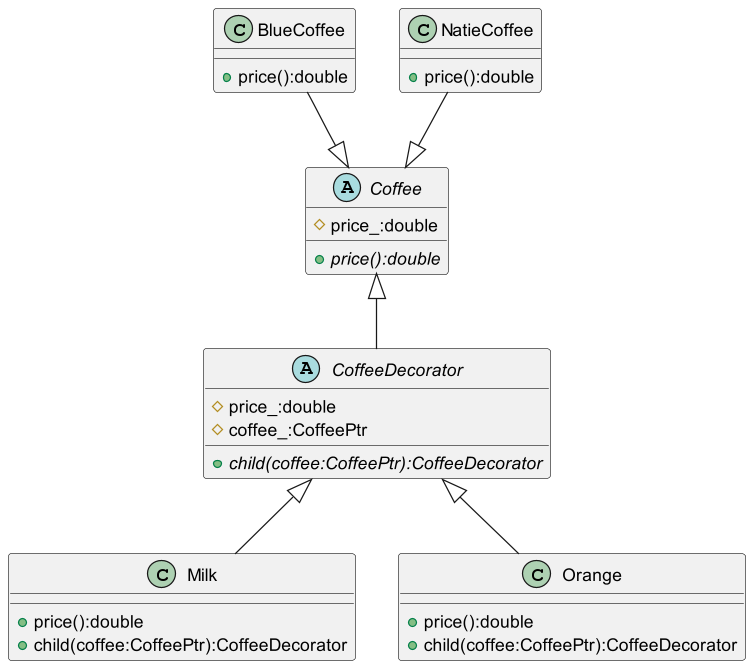 C BlueCoffee
price():double
C NatieCoffee
price():double
A Coffee
price_:double
price():double
A CoffeeDecorator
price_:double
coffee_:CoffeePtr
child(coffee:CoffeePtr):CoffeeDecorator
C Milk
price():double
child(coffee:CoffeePtr):CoffeeDecorator
C Orange
price():double
child(coffee:CoffeePtr):CoffeeDecorator